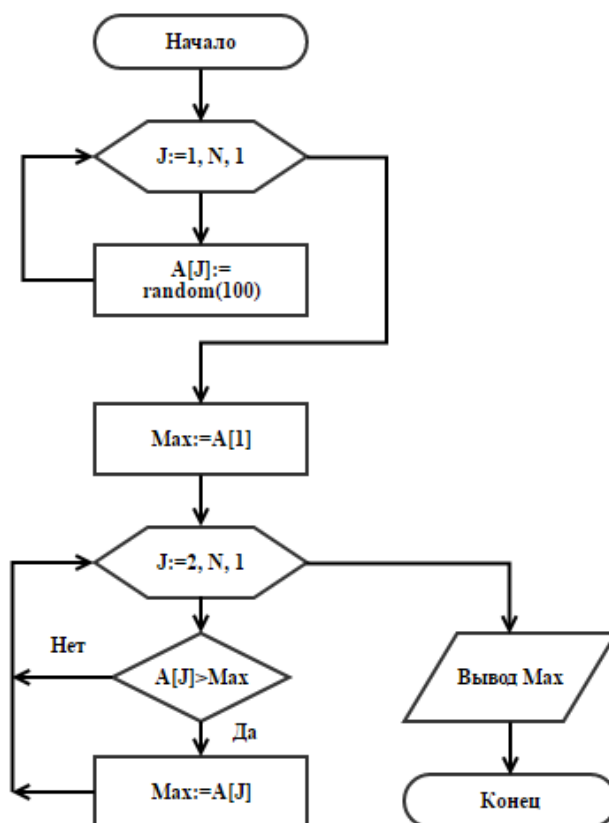 Начало
J:=1, N, 1
A[J]:=
random(100)
Max:=A[1]
J:=2, N, 1
Нет
A[J]>Max
Вывод Max
Да
Max:=A[J]
Конец